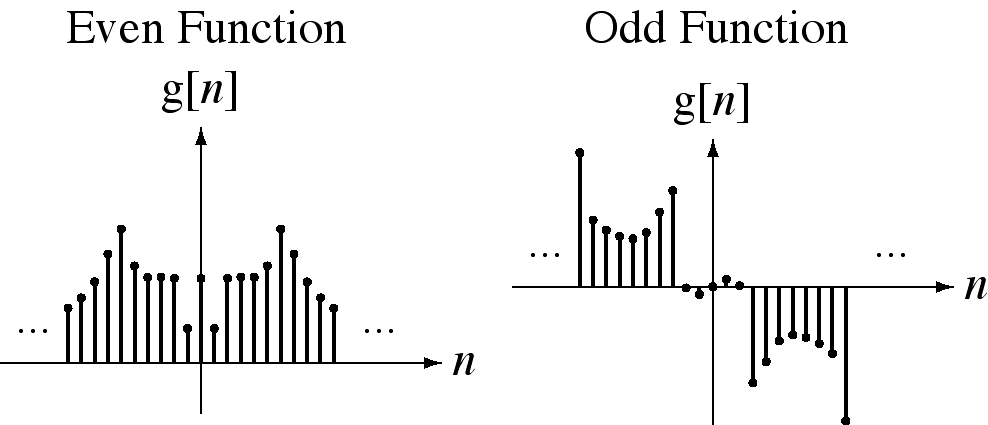 Even Function
g[n]
...
...
n
Odd Function
g[n]
...
...
n